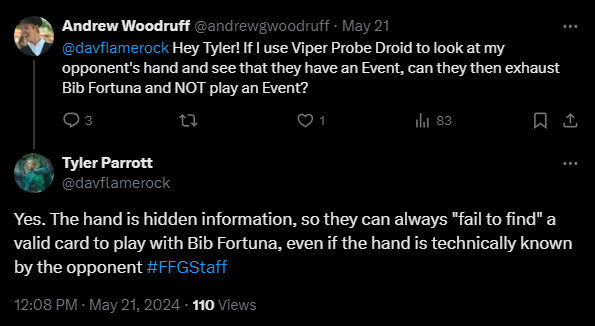 Andrew Woodruff @andrewgwoodruff · May 21
@davflamerock Hey Tyler! If I use Viper Probe Droid to look at my
opponent's hand and see that they have an Event, can they then exhaust
Bib Fortuna and NOT play an Event?
3 1 83
Tyler Parrott
@davflamerock
Yes. The hand is hidden information, so they can always "fail to find" a
valid card to play with Bib Fortuna, even if the hand is technically known
by the opponent #FFGStaff
12:08 PM · May 21, 2024 · 110 Views